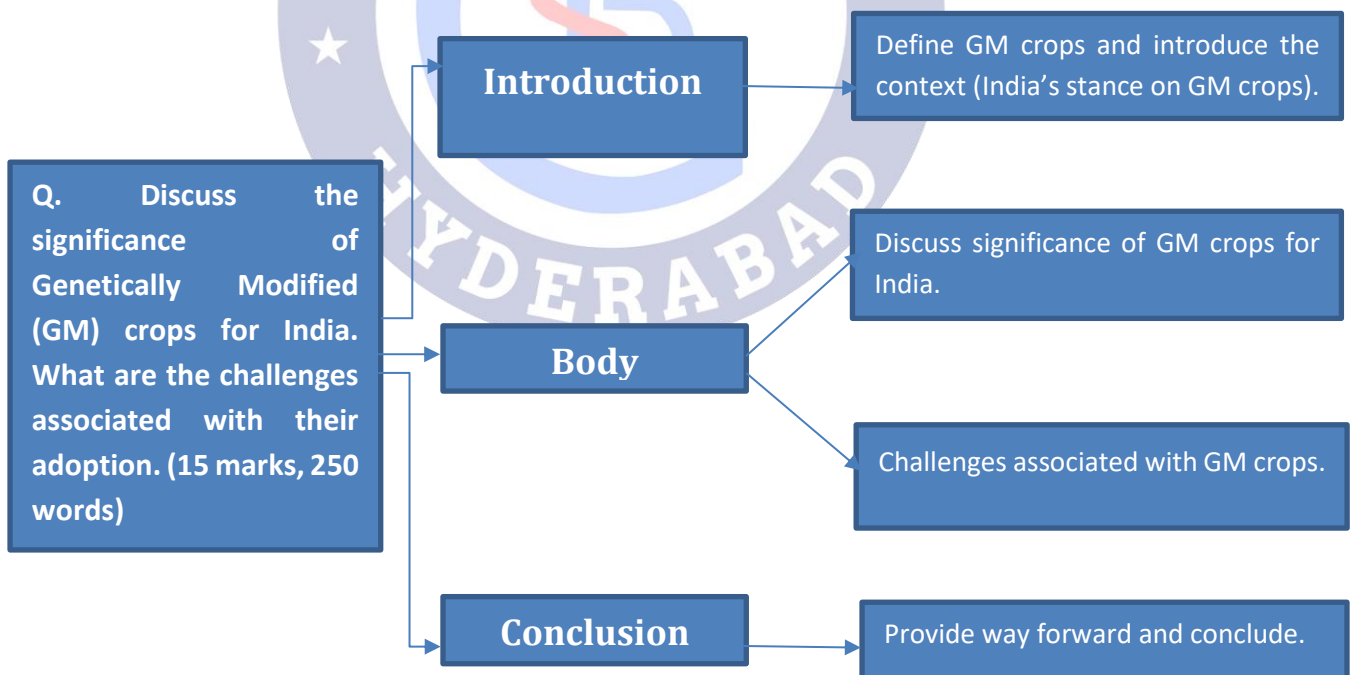 Q. Discuss the
significance of
Genetically Modified
(GM) crops for India.
What are the challenges
associated with their
adoption. (15 marks, 250
words)
Introduction
Define GM crops and introduce the
context (India’s stance on GM crops).
HYDERABAD
Body
Discuss significance of GM crops for
India.
Challenges associated with GM crops.
Conclusion
Provide way forward and conclude.